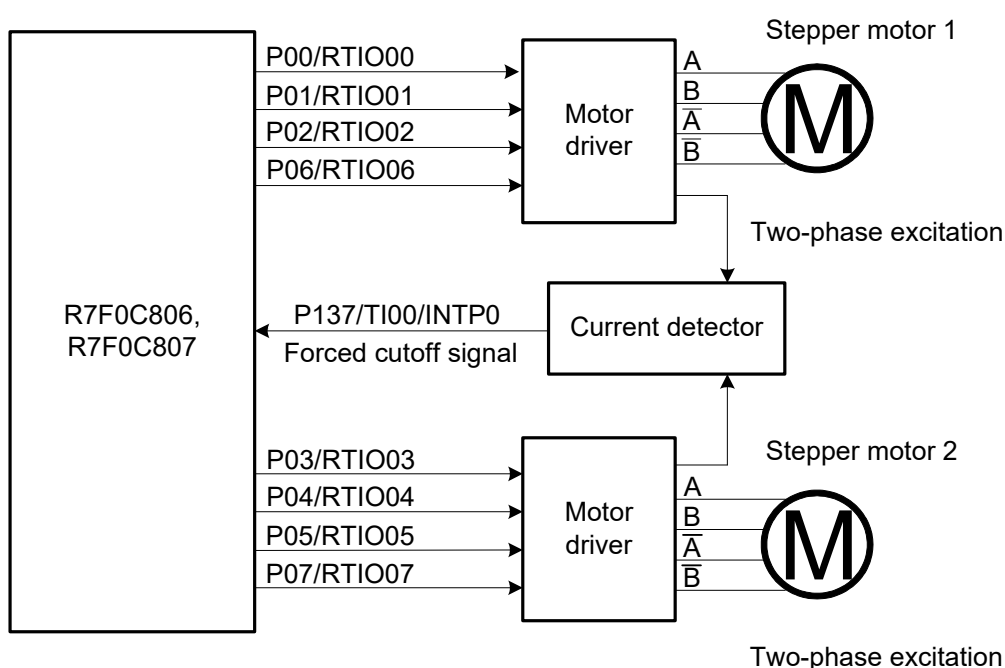 Stepper motor 1
P00/RTIO00
P01/RTIO01
P02/RTIO02
P06/RTIO06
Motor
driver
A
B
A̅
B̅
M
Two-phase excitation
R7F0C806,
R7F0C807
P137/TI00/INTP0
Forced cutoff signal
Current detector
Stepper motor 2
P03/RTIO03
P04/RTIO04
P05/RTIO05
P07/RTIO07
Motor
driver
A
B
A̅
B̅
M
Two-phase excitation